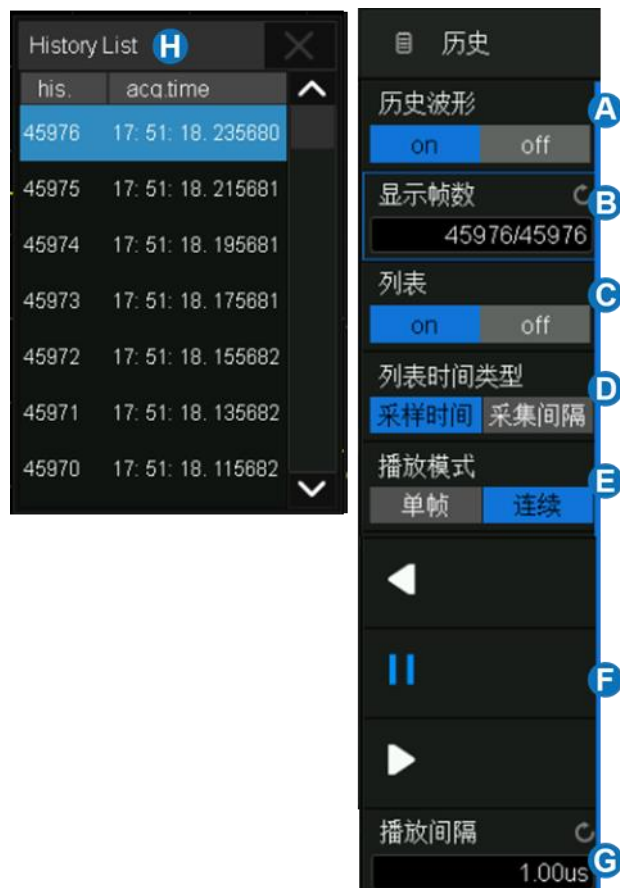 History List H
his. acq.time
45976 17: 51: 18. 235680
45975 17: 51: 18. 215681
45974 17: 51: 18. 195681
45973 17: 51: 18. 175681
45972 17: 51: 18. 155682
45971 17: 51: 18. 135682
45970 17: 51: 18. 115682
历史
历史波形 A
on off
显示帧数 B
45976/45976
列表 C
on off
列表时间类型 D
采样时间 采集间隔
播放模式 E
单帧 连续
F
播放间隔 G
1.00us